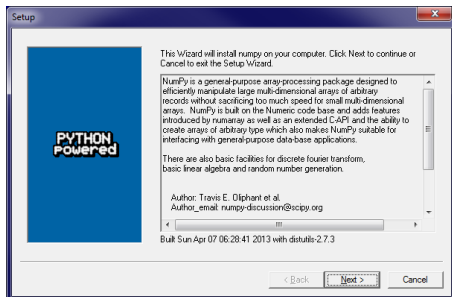 Setup
This Wizard will install numpy on your computer. Click Next to continue or
Cancel to exit the Setup Wizard.
NumPy is a general-purpose array-processing package designed to
efficiently manipulate large multi-dimensional arrays of arbitrary
records without sacrificing too much speed for small multi-dimensional
arrays.  NumPy is built on the Numeric code base and adds features
introduced by numarray as well as an extended C-API and the ability to
create arrays of arbitrary type which also makes NumPy suitable for
interfacing with general-purpose data-base applications.
There are also basic facilities for discrete fourier transform,
basic linear algebra and random number generation.
PYTHON
Powered
Author: Travis E. Oliphant et al.
Author_email: numpy-discussion@scipy.org
Built Sun Apr 07 06:28:41 2013 with distutils-2.7.3
< Back
Next >
Cancel